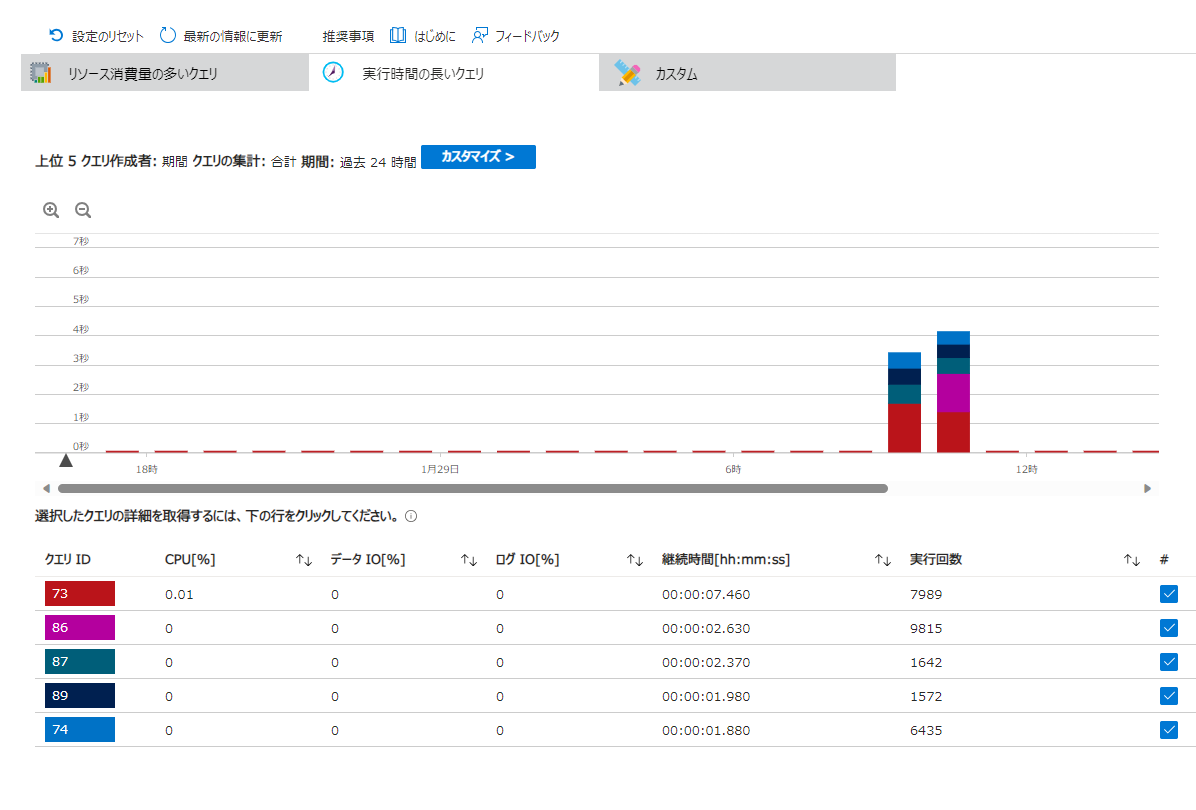 設定のリセット 最新の情報に更新 推奨事項 はじめに フィードバック
リソース消費量の多いクエリ 実行時間の長いクエリ カスタム
上位 5 クエリ作成者: 期間 クエリの集計: 合計 期間: 過去 24 時間 カスタマイズ >
7秒
6秒
5秒
4秒
3秒
2秒
1秒
0秒
18時 1月29日 6時 12時
選択したクエリの詳細を取得するには、下の行をクリックしてください。
クエリ ID CPU[%] ↑↓ データ IO[%] ↑↓ ログ IO[%] ↑↓ 継続時間[hh:mm:ss] ↑↓ 実行回数 ↑↓ #
73 0.01 0 0 00:00:07.460 7989
86 0 0 0 00:00:02.630 9815
87 0 0 0 00:00:02.370 1642
89 0 0 0 00:00:01.980 1572
74 0 0 0 00:00:01.880 6435